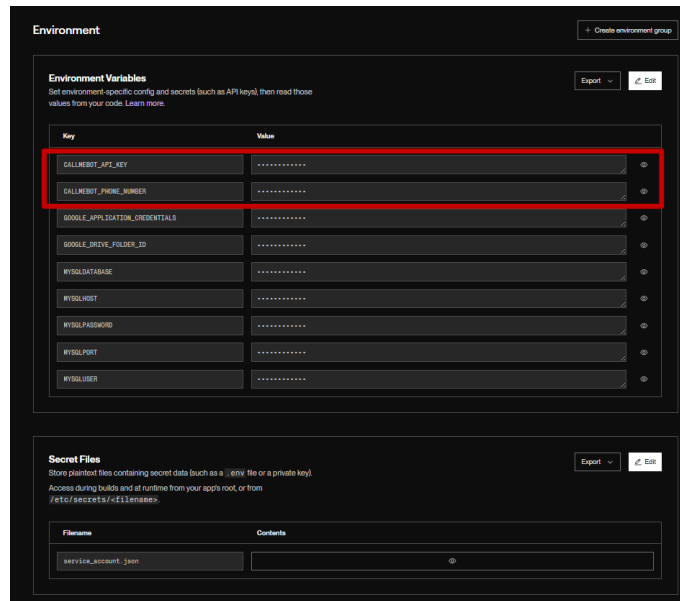 Environment
+ Create environment group
Environment Variables
Set environment-specific config and secrets (such as API keys), then read those
values from your code. Learn more.
Export
Edit
Key Value
CALLMEBOT_API_KEY ············
CALLMEBOT_PHONE_NUMBER ············
GOOGLE_APPLICATION_CREDENTIALS ············
GOOGLE_DRIVE_FOLDER_ID ············
MYSQLDATABASE ············
MYSQLHOST ············
MYSQLPASSWORD ············
MYSQLPORT ············
MYSQLUSER ············
Secret Files
Store plaintext files containing secret data (such as a .env file or a private key).
Access during builds and at runtime from your app's root, or from
/etc/secrets/<filename>.
Export
Edit
Filename Contents
service_account.json